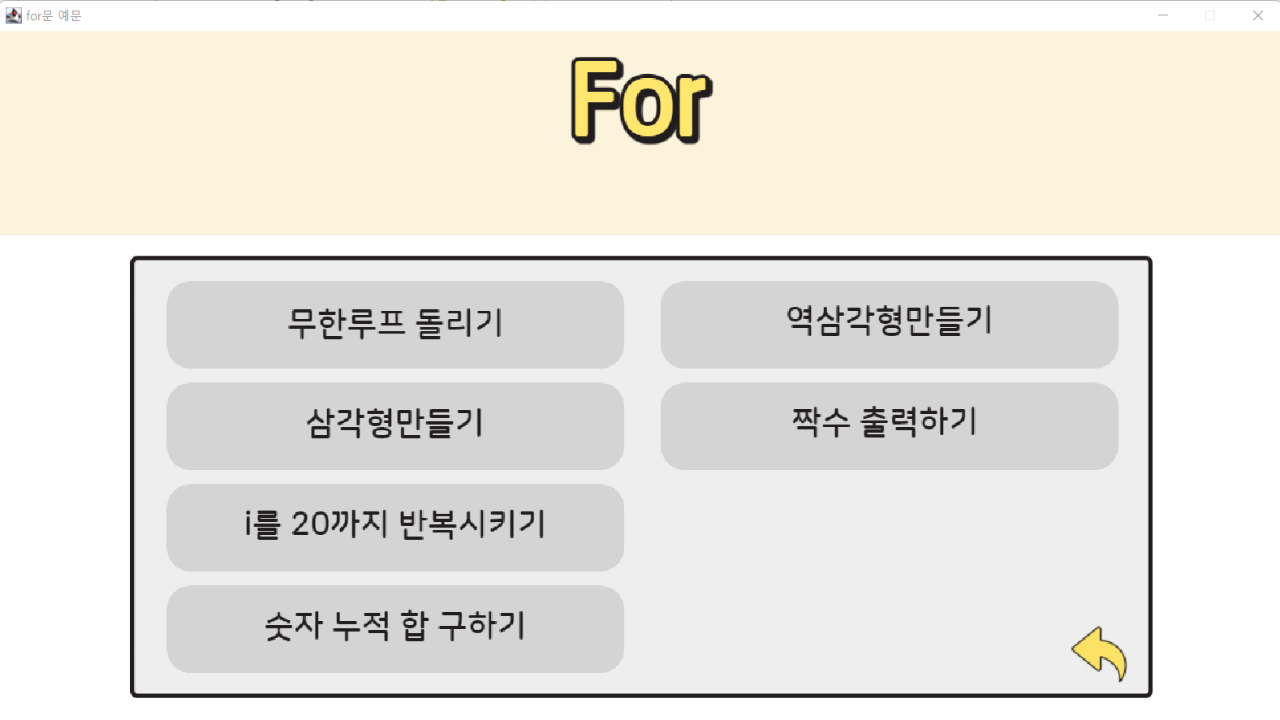 for문 예문
For
무한루프 돌리기
역삼각형만들기
삼각형만들기
짝수 출력하기
i를 20까지 반복시키기
숫자 누적 합 구하기